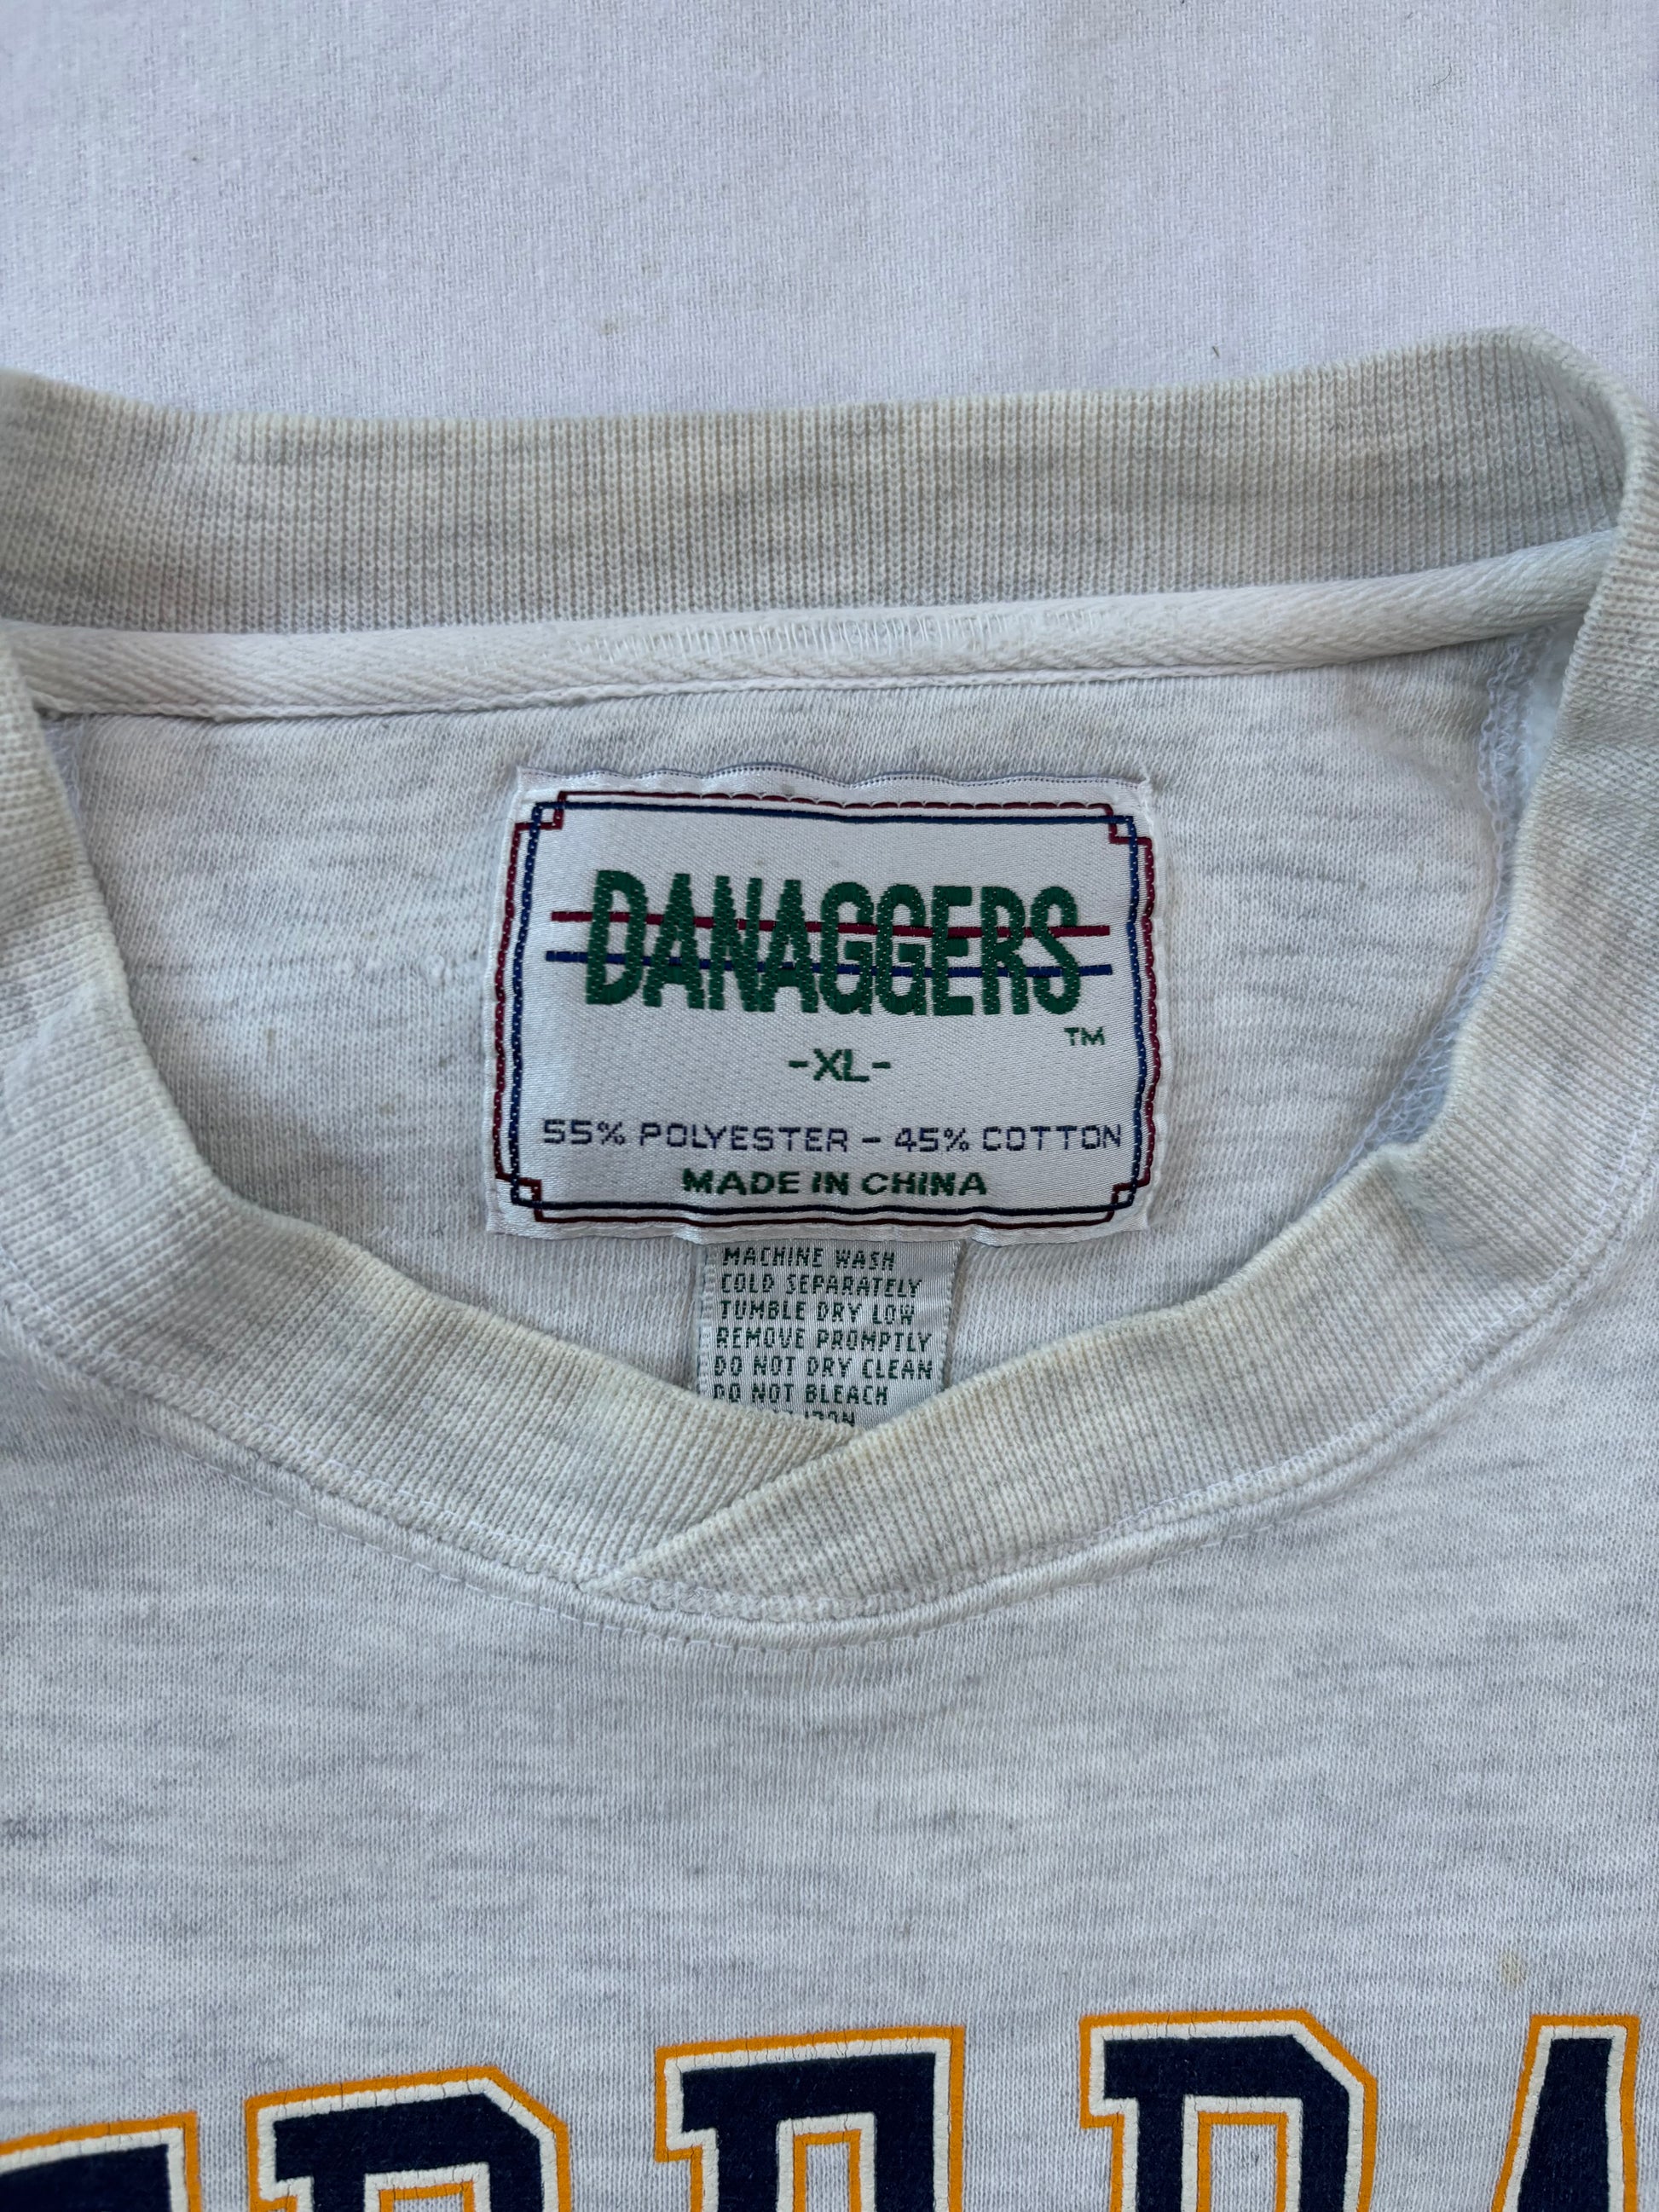 DANAGGERS
TM
-XL-
55% POLYESTER - 45% COTTON
MADE IN CHINA
MACHINE WASH
COLD SEPARATELY
TUMBLE DRY LOW
REMOVE PROMPTLY
DO NOT DRY CLEAN
DO NOT BLEACH